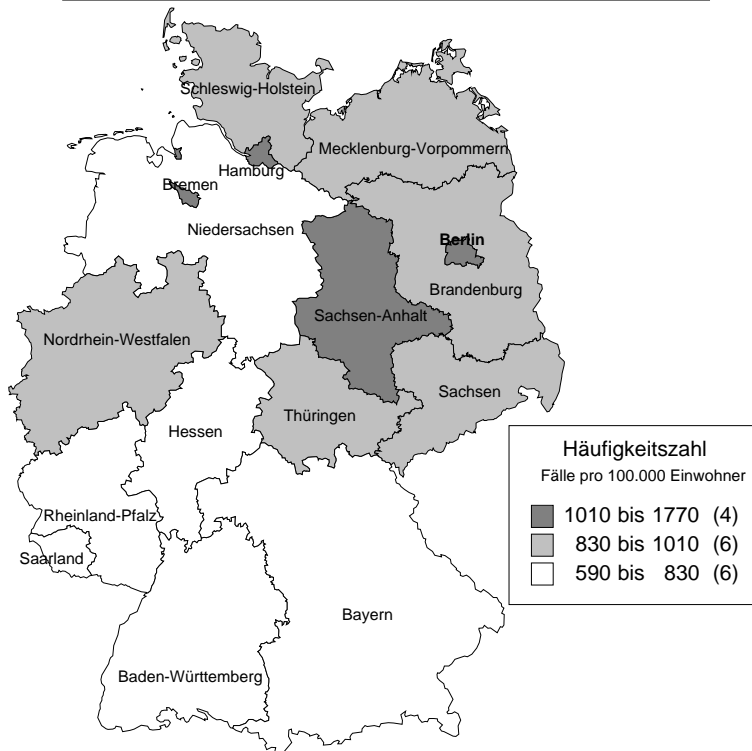 Schleswig-Holstein
Mecklenburg-Vorpommern
Hamburg
Bremen
Niedersachsen
Berlin
Brandenburg
Sachsen-Anhalt
Nordrhein-Westfalen
Sachsen
Thüringen
Hessen
Rheinland-Pfalz
Saarland
Bayern
Baden-Württemberg
Häufigkeitszahl
Fälle pro 100.000 Einwohner
1010 bis 1770 (4)
830 bis 1010 (6)
590 bis 830 (6)